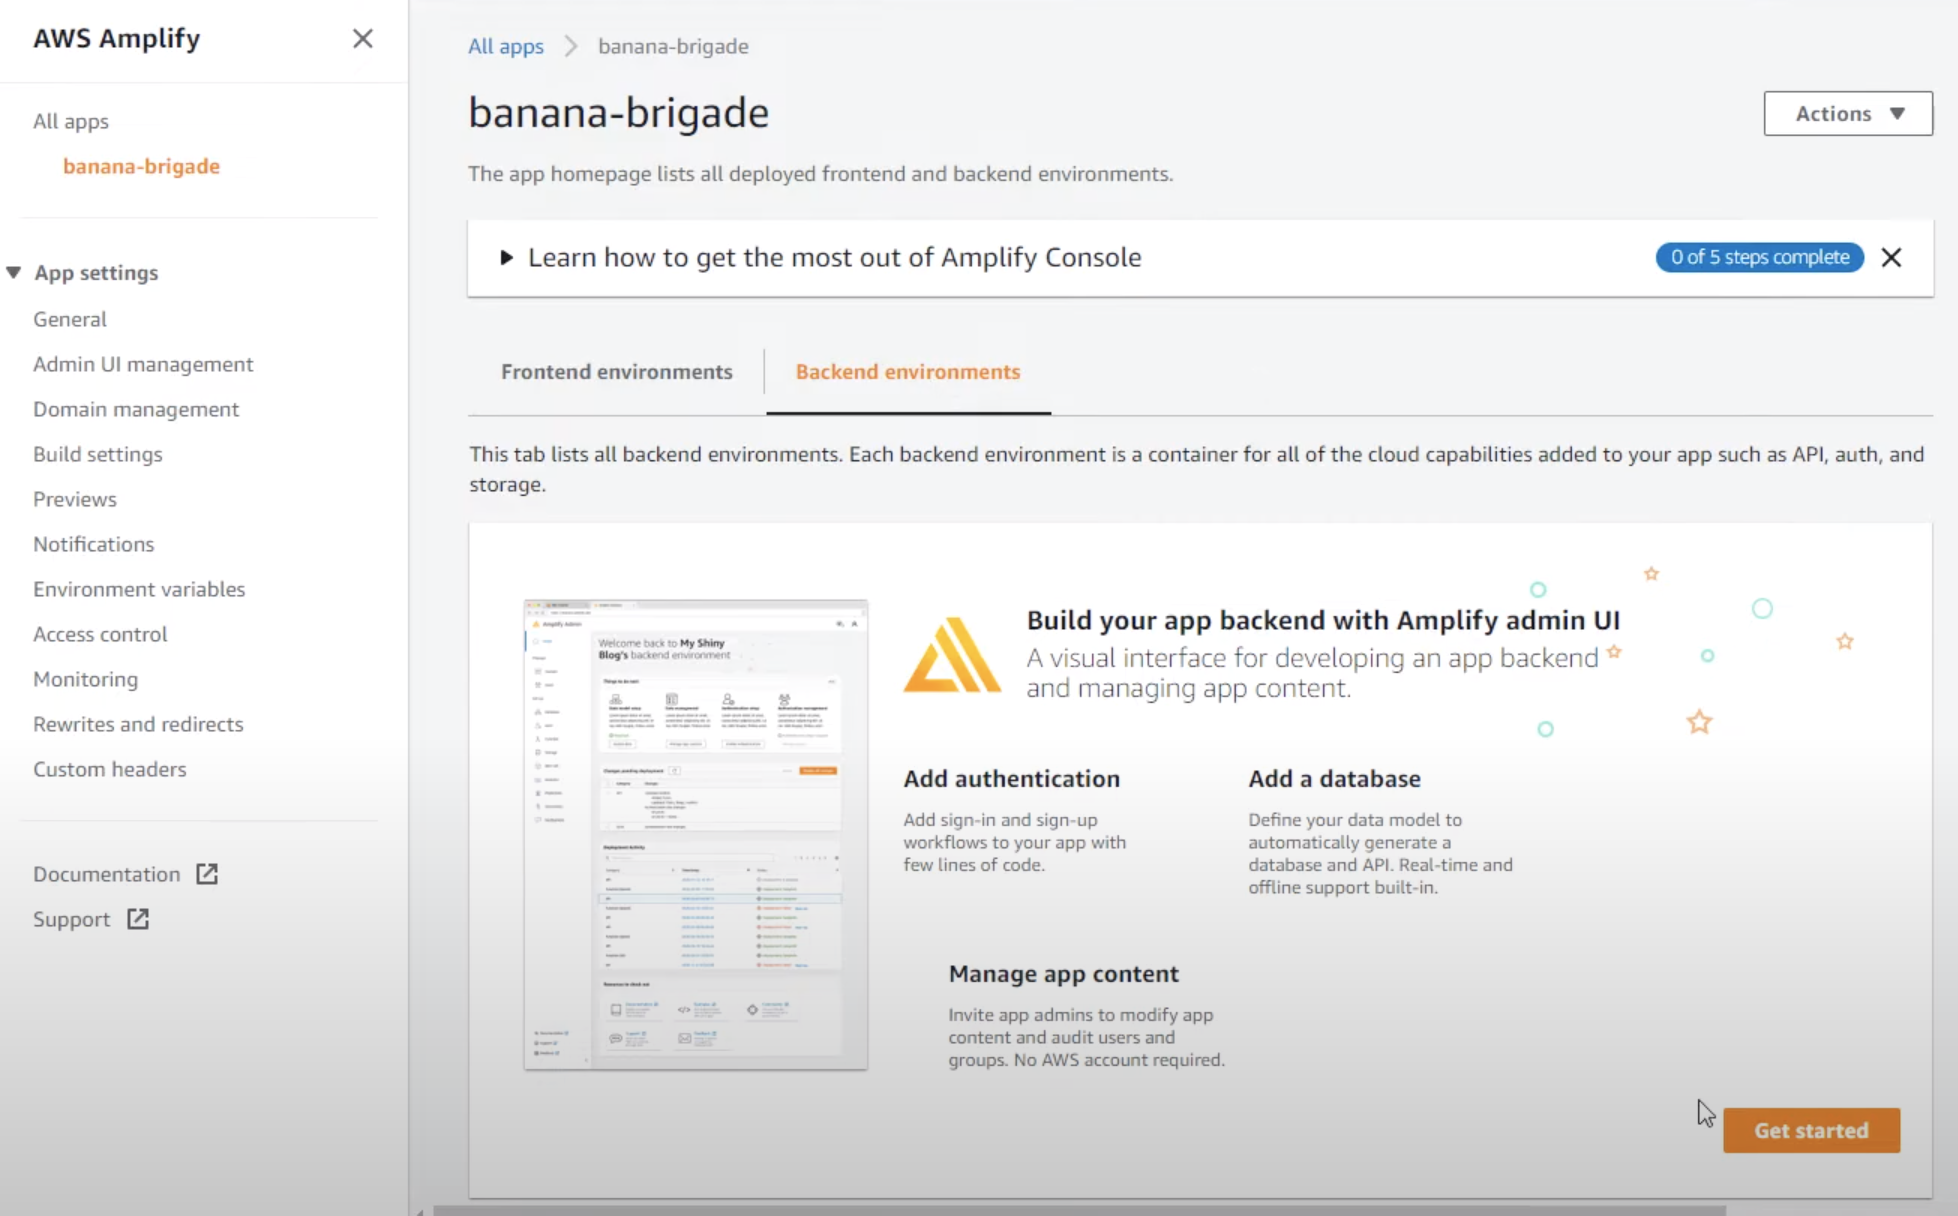 AWS Amplify
All apps
banana-brigade
App settings
General
Admin UI management
Domain management
Build settings
Previews
Notifications
Environment variables
Access control
Monitoring
Rewrites and redirects
Custom headers
Documentation
Support
All apps
banana-brigade
banana-brigade
Actions
The app homepage lists all deployed frontend and backend environments.
Learn how to get the most out of Amplify Console
0 of 5 steps complete
Frontend environments
Backend environments
This tab lists all backend environments. Each backend environment is a container for all of the cloud capabilities added to your app such as API, auth, and
storage.
Amplify Admin
Welcome back to My Shiny
Blog's backend environment
Build your app backend with Amplify admin UI
A visual interface for developing an app backend
and managing app content.
Add authentication
Add sign-in and sign-up
workflows to your app with
few lines of code.
Add a database
Define your data model to
automatically generate a
database and API. Real-time and
offline support built-in.
Manage app content
Invite app admins to modify app
content and audit users and
groups. No AWS account required.
Get started